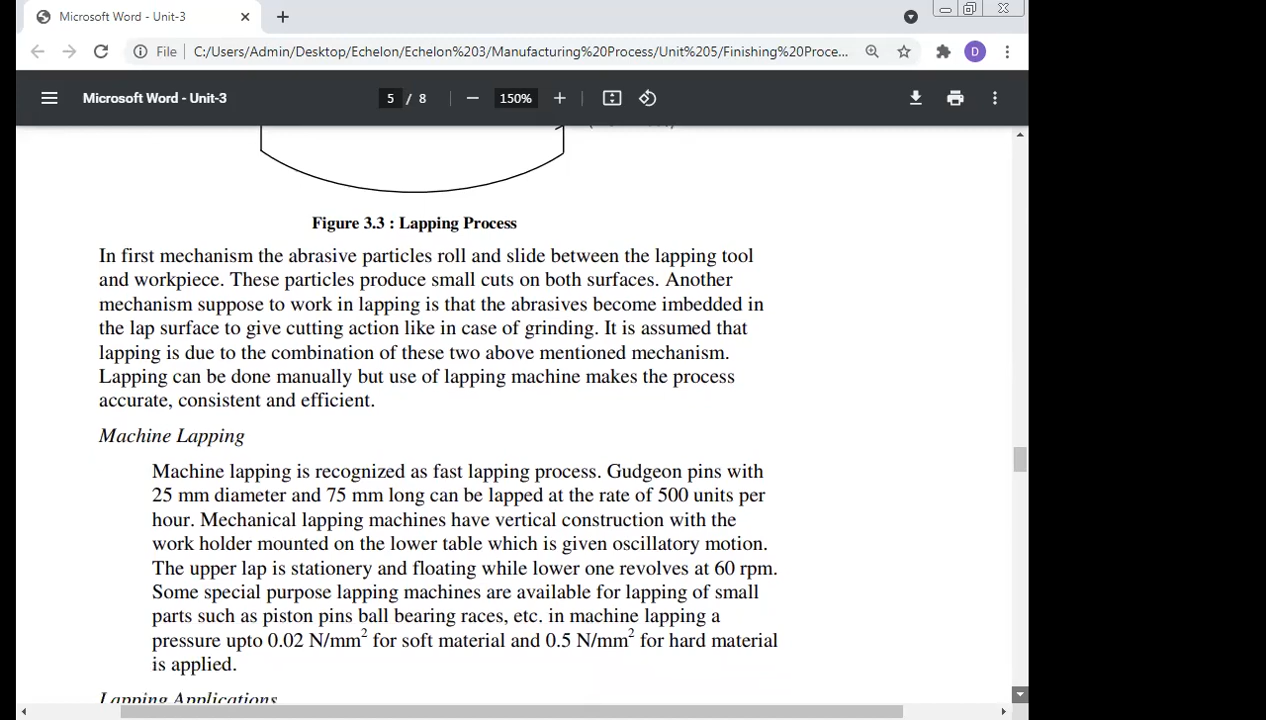 Microsoft Word - Unit-3
File C:/Users/Admin/Desktop/Echelon/Echelon%203/Manufacturing%20Process/Unit%205/Finishing%20Proce...
D
Microsoft Word - Unit-3 5 / 8 150%
Figure 3.3 : Lapping Process
In first mechanism the abrasive particles roll and slide between the lapping tool
and workpiece. These particles produce small cuts on both surfaces. Another
mechanism suppose to work in lapping is that the abrasives become imbedded in
the lap surface to give cutting action like in case of grinding. It is assumed that
lapping is due to the combination of these two above mentioned mechanism.
Lapping can be done manually but use of lapping machine makes the process
accurate, consistent and efficient.
Machine Lapping
Machine lapping is recognized as fast lapping process. Gudgeon pins with
25 mm diameter and 75 mm long can be lapped at the rate of 500 units per
hour. Mechanical lapping machines have vertical construction with the
work holder mounted on the lower table which is given oscillatory motion.
The upper lap is stationery and floating while lower one revolves at 60 rpm.
Some special purpose lapping machines are available for lapping of small
parts such as piston pins ball bearing races, etc. in machine lapping a
pressure upto 0.02 N/mm² for soft material and 0.5 N/mm² for hard material
is applied.
Lapping Applications